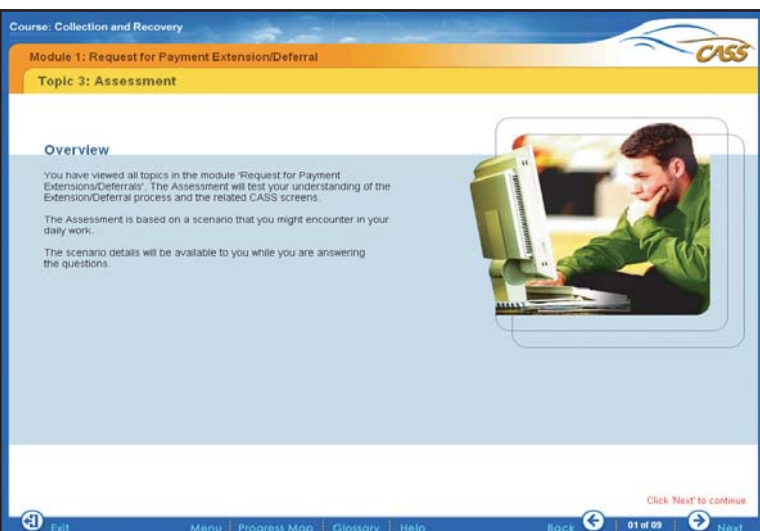 Course: Collection and Recovery
Module 1: Request for Payment Extension/Deferral
CASS
Topic 3: Assessment
Overview
You have viewed all topics in the module 'Request for Payment
Extensions/Deferrals'. The Assessment will test your understanding of the
Extension/Deferral process and the related CASS screens.
The Assessment is based on a scenario that you might encounter in your
daily work.
The scenario details will be available to you while you are answering
the questions.
Click 'Next' to continue.
Exit Menu Progress Map Glossary Help Back 01 of 09 Next